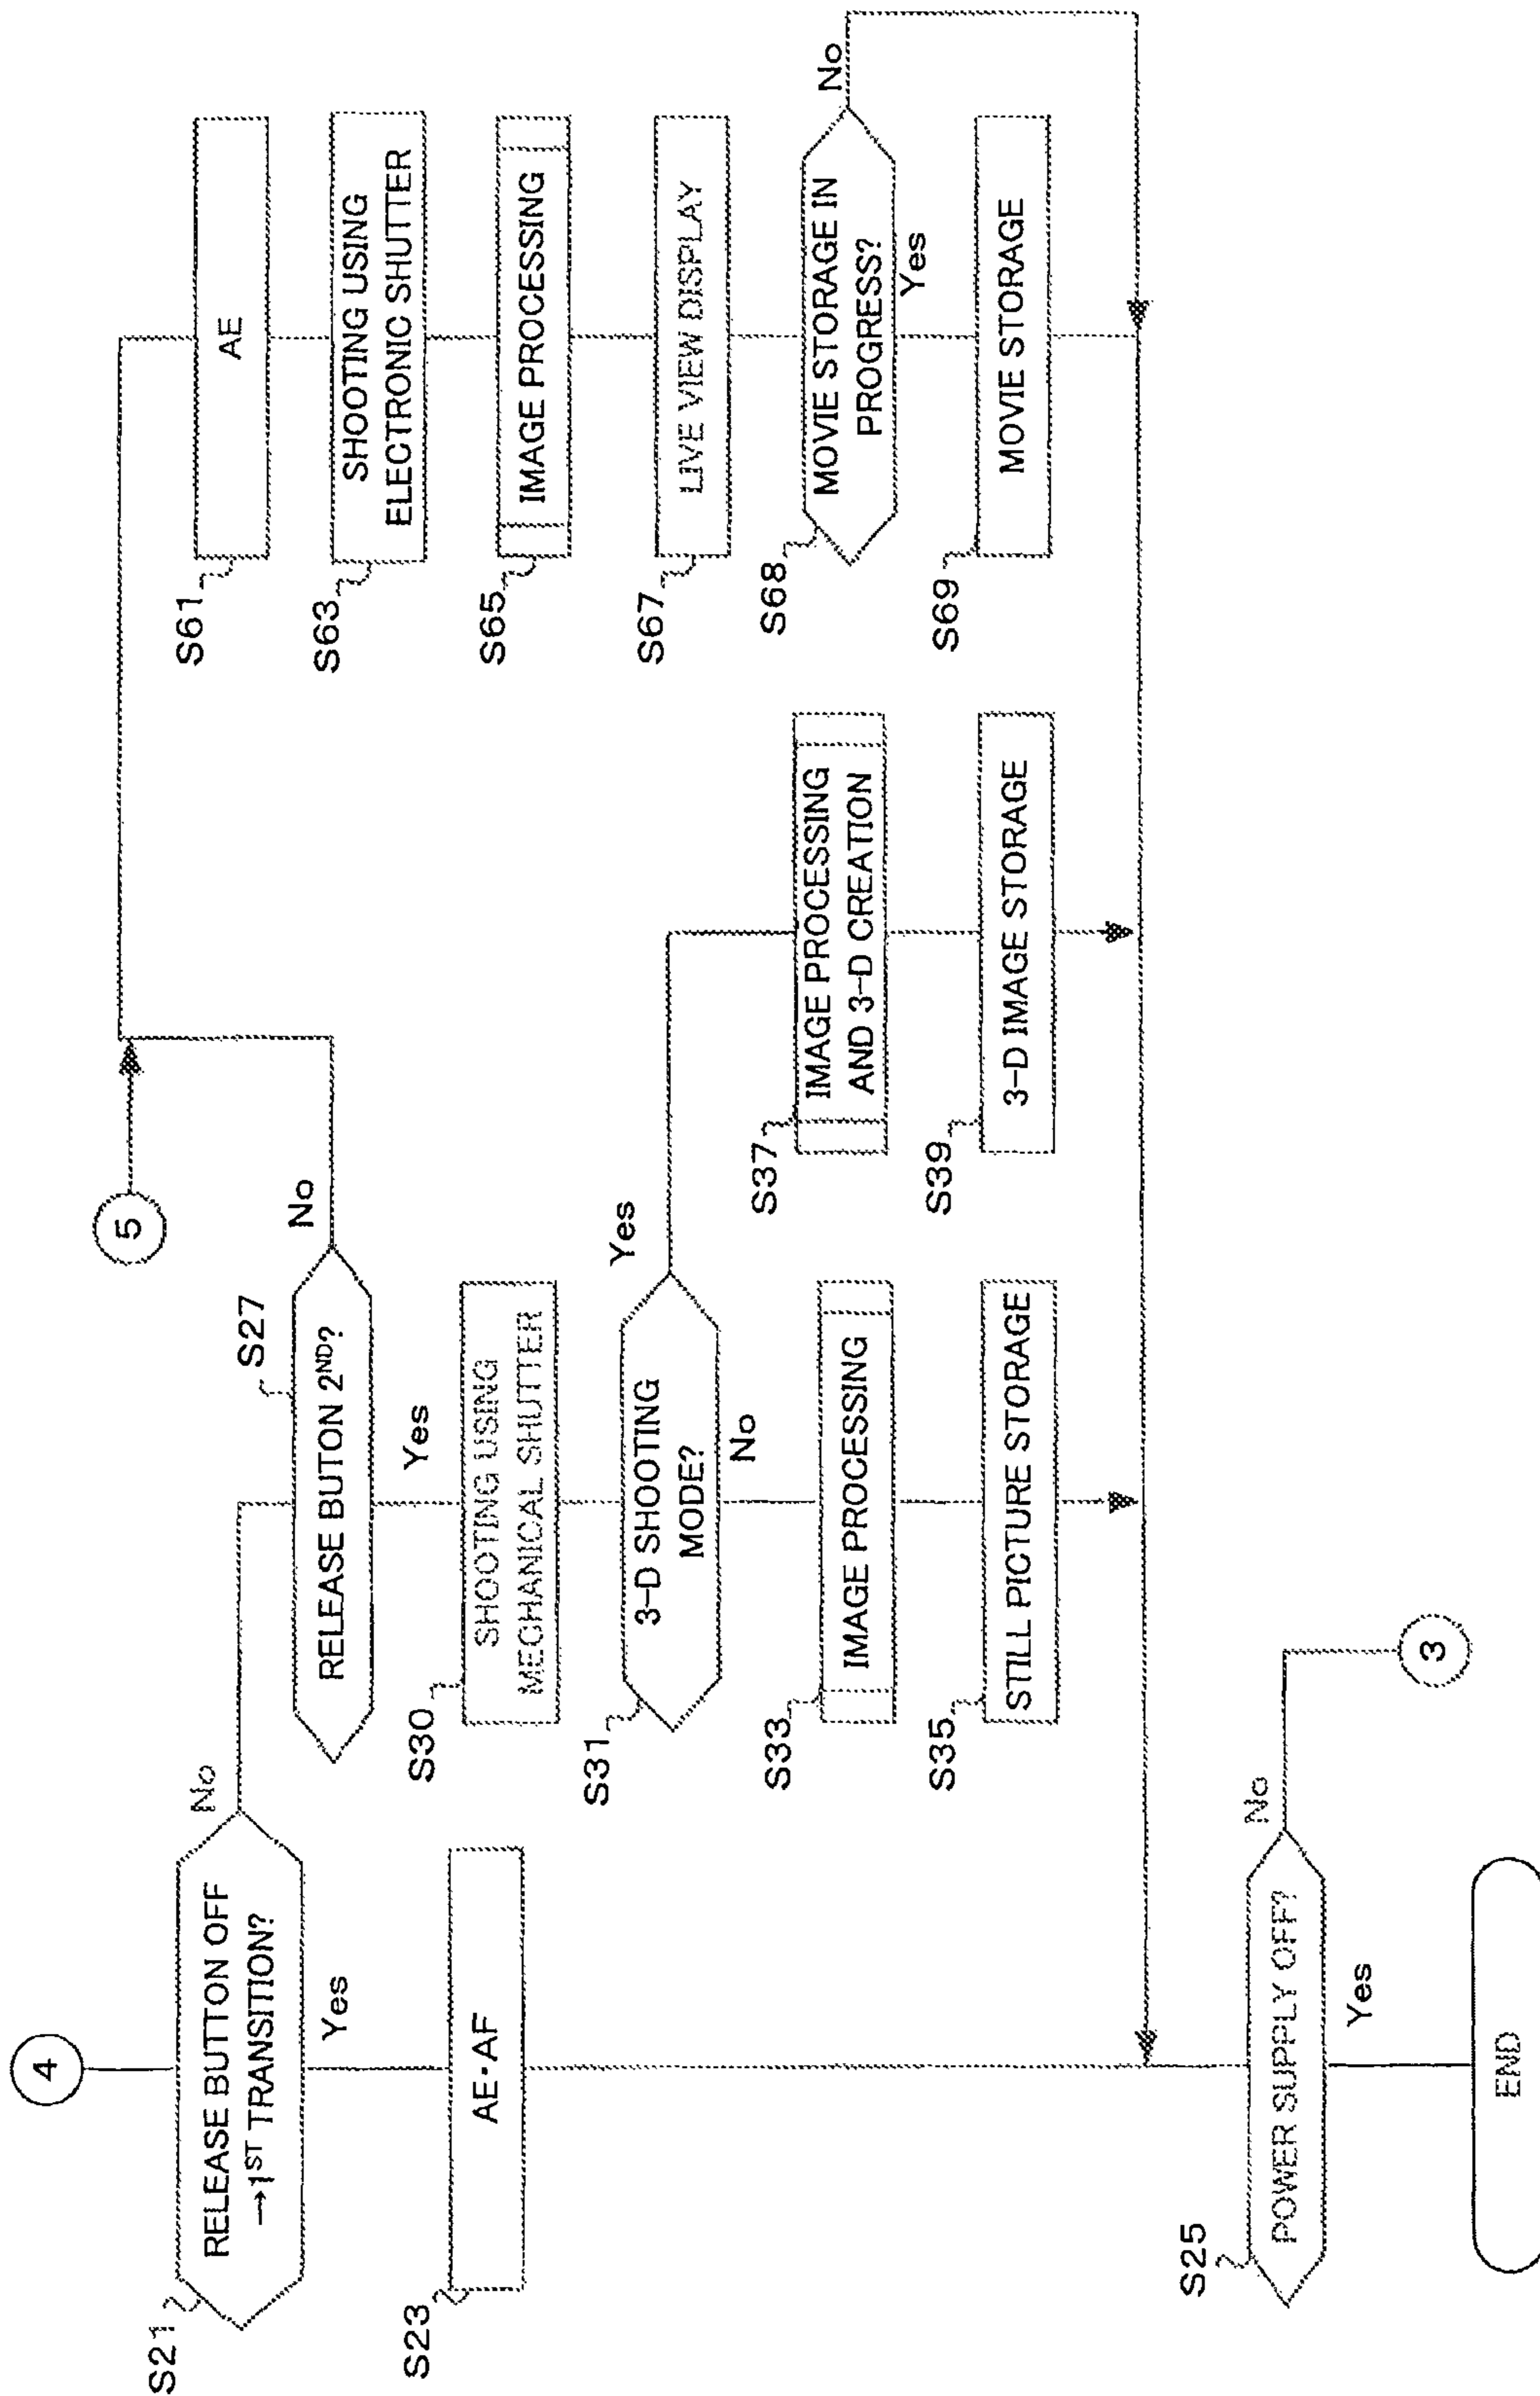 4
S21
RELEASE BUTTON OFF
→1ST TRANSITION?
No
Yes
S23
AE·AF
S27
RELEASE BUTTON 2ND?
No
Yes
S30
SHOOTING USING
MECHANICAL SHUTTER
S31
3-D SHOOTING
MODE?
Yes
No
S33
IMAGE PROCESSING
S35
STILL PICTURE STORAGE
S37
IMAGE PROCESSING
AND 3-D CREATION
S39
3-D IMAGE STORAGE
5
S61
AE
S63
SHOOTING USING
ELECTRONIC SHUTTER
S65
IMAGE PROCESSING
S67
LIVE VIEW DISPLAY
S68
MOVIE STORAGE IN
PROGRESS?
No
Yes
S69
MOVIE STORAGE
S25
POWER SUPPLY OFF?
No
Yes
3
END